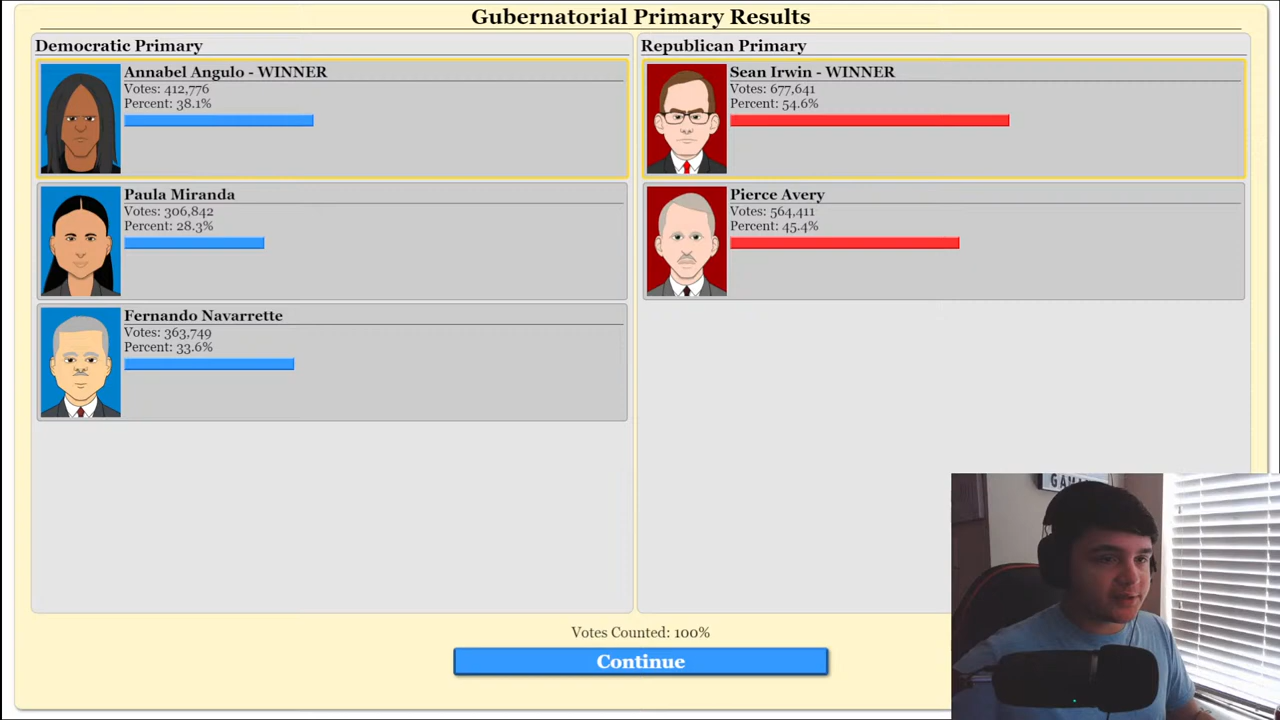 Gubernatorial Primary Results
Democratic Primary
Annabel Angulo - WINNER
Votes: 412,776
Percent: 38.1%
Paula Miranda
Votes: 306,842
Percent: 28.3%
Fernando Navarrette
Votes: 363,749
Percent: 33.6%
Republican Primary
Sean Irwin - WINNER
Votes: 677,641
Percent: 54.6%
Pierce Avery
Votes: 564,411
Percent: 45.4%
Votes Counted: 100%
Continue